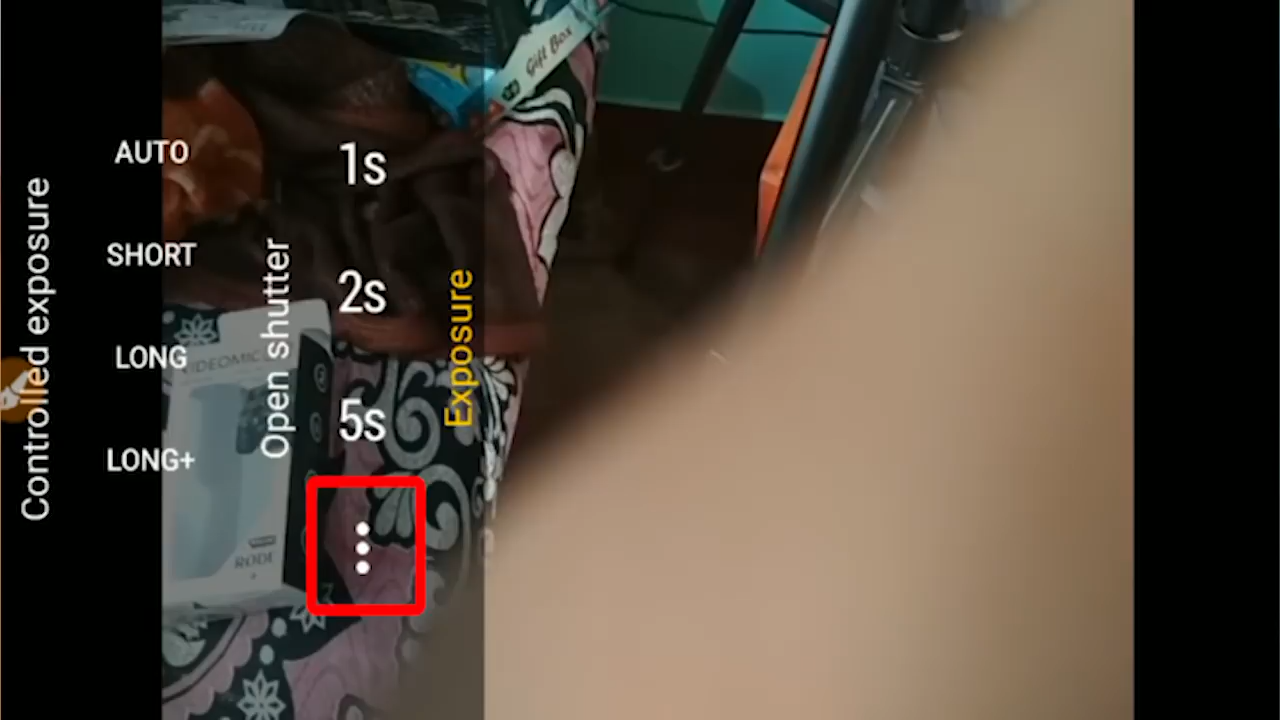 Controlled exposure
AUTO
SHORT
LONG
LONG+
Open shutter
1s
2s
5s
Exposure
Gift Box
RODE